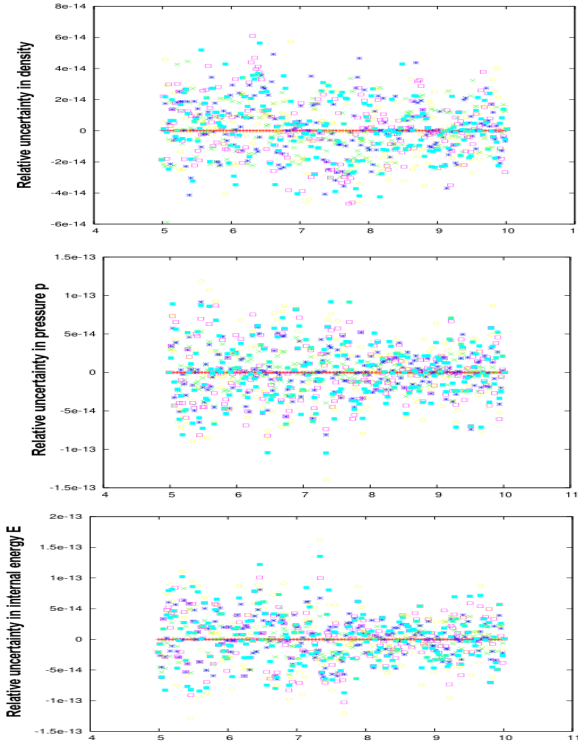 Relative uncertainty in density
8e-14
6e-14
4e-14
2e-14
0
-2e-14
-4e-14
-6e-14
4 5 6 7 8 9 10 11
Relative uncertainty in pressure p
1.5e-13
1e-13
5e-14
0
-5e-14
-1e-13
-1.5e-13
4 5 6 7 8 9 10 11
Relative uncertainty in internal energy E
2e-13
1.5e-13
1e-13
5e-14
0
-5e-14
-1e-13
-1.5e-13
4 5 6 7 8 9 10 11